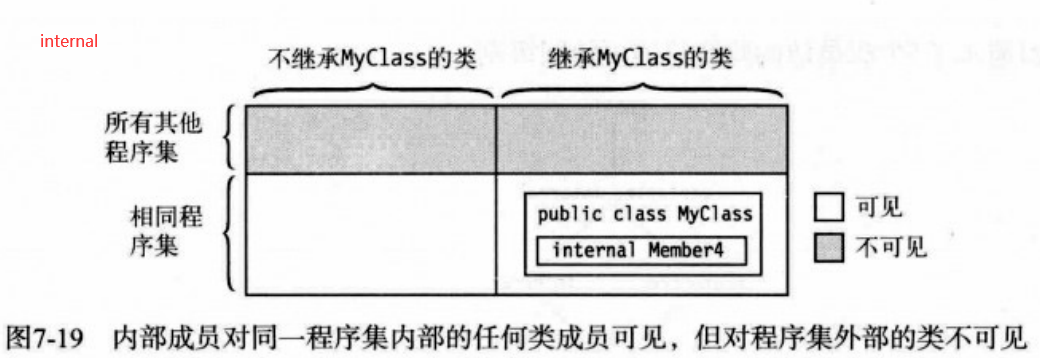 internal
不继承MyClass的类 继承MyClass的类
所有其他
程序集
相同程
序集
public class MyClass
internal Member4
可见
不可见
图7-19 内部成员对同一程序集内部的任何类成员可见，但对程序集外部的类不可见